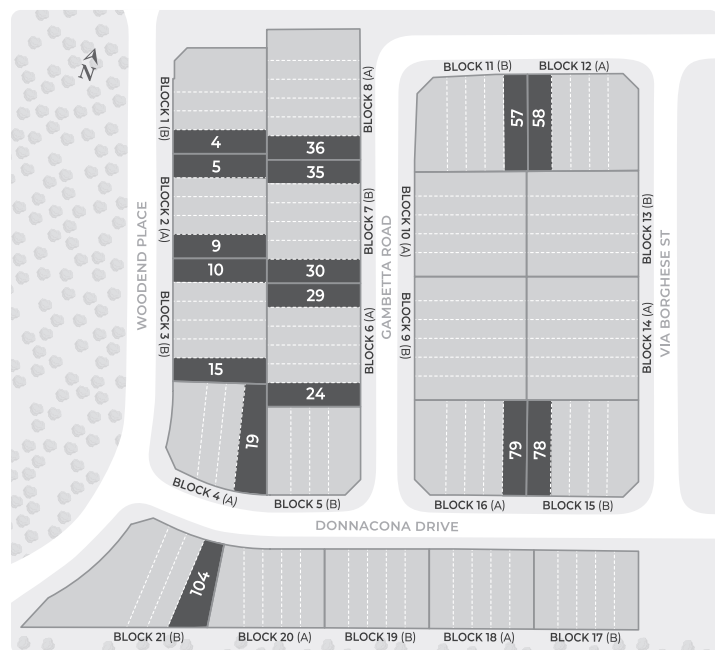 N
BLOCK 1 (B)
BLOCK 2 (A)
BLOCK 3 (B)
BLOCK 4 (A)
BLOCK 5 (B)
BLOCK 6 (A)
BLOCK 7 (B)
BLOCK 8 (A)
4
5
9
10
15
19
36
35
30
29
24
WOODEND PLACE
GAMBETTA ROAD
BLOCK 11 (B)
BLOCK 12 (A)
57
58
BLOCK 10 (A)
BLOCK 13 (B)
BLOCK 9 (B)
BLOCK 14 (A)
VIA BORGHESE ST
79
78
BLOCK 16 (A)
BLOCK 15 (B)
DONNACONA DRIVE
104
BLOCK 21 (B)
BLOCK 20 (A)
BLOCK 19 (B)
BLOCK 18 (A)
BLOCK 17 (B)